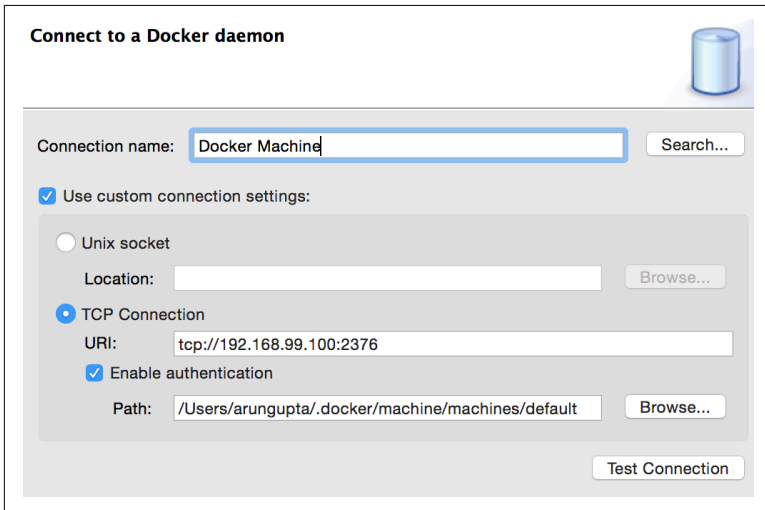 Connect to a Docker daemon
Connection name: Docker Machine Search...
Use custom connection settings:
Unix socket
Location: Browse...
TCP Connection
URI: tcp://192.168.99.100:2376
Enable authentication
Path: /Users/arungupta/.docker/machine/machines/default Browse...
Test Connection